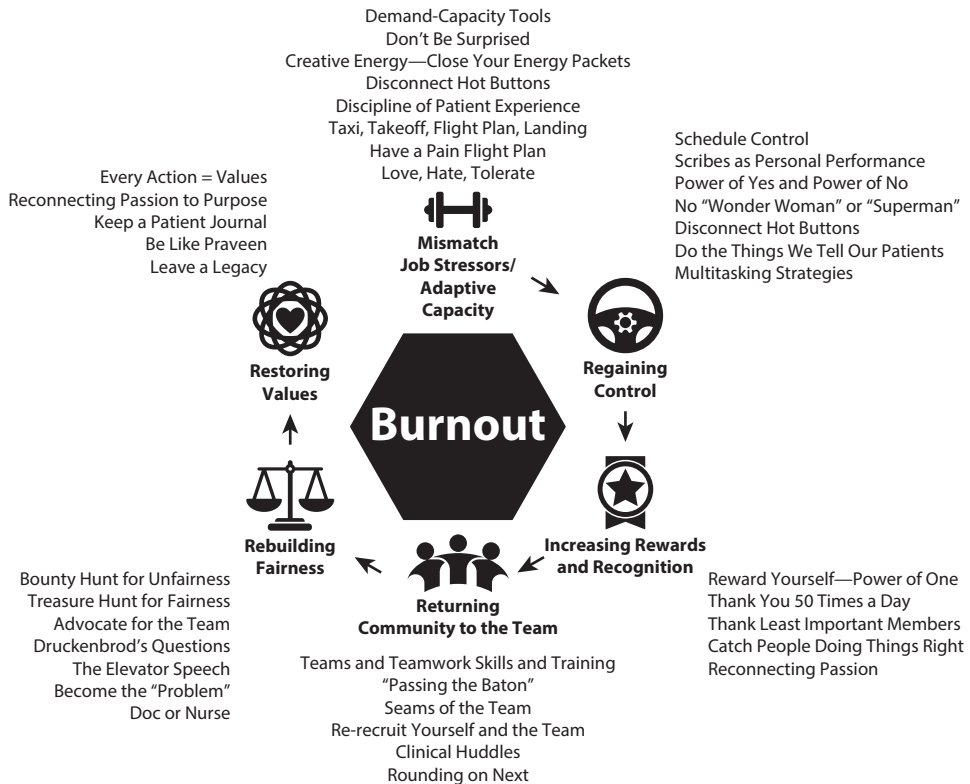 Demand-Capacity Tools
Don’t Be Surprised
Creative Energy—Close Your Energy Packets
Disconnect Hot Buttons
Discipline of Patient Experience
Taxi, Takeoff, Flight Plan, Landing
Have a Pain Flight Plan
Love, Hate, Tolerate
Mismatch
Job Stressors/
Adaptive
Capacity
Schedule Control
Scribes as Personal Performance
Power of Yes and Power of No
No “Wonder Woman” or “Superman”
Disconnect Hot Buttons
Do the Things We Tell Our Patients
Multitasking Strategies
Regaining
Control
Increasing Rewards
and Recognition
Reward Yourself—Power of One
Thank You 50 Times a Day
Thank Least Important Members
Catch People Doing Things Right
Reconnecting Passion
Returning
Community to the Team
Teams and Teamwork Skills and Training
“Passing the Baton”
Seams of the Team
Re-recruit Yourself and the Team
Clinical Huddles
Rounding on Next
Rebuilding
Fairness
Bounty Hunt for Unfairness
Treasure Hunt for Fairness
Advocate for the Team
Druckenbrod’s Questions
The Elevator Speech
Become the “Problem”
Doc or Nurse
Every Action = Values
Reconnecting Passion to Purpose
Keep a Patient Journal
Be Like Praveen
Leave a Legacy
Restoring
Values
Burnout